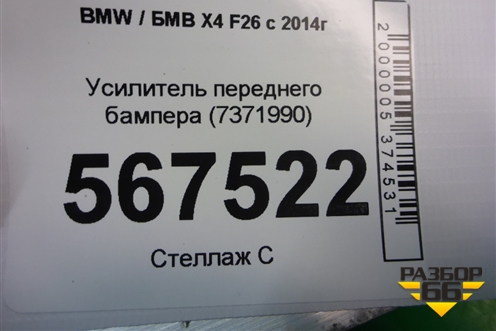 BMW / БМВ X4 F26 с 2014г
Усилитель переднего
бампера (7371990)
567522
Стеллаж С
2000005374531
РАЗБОР
66